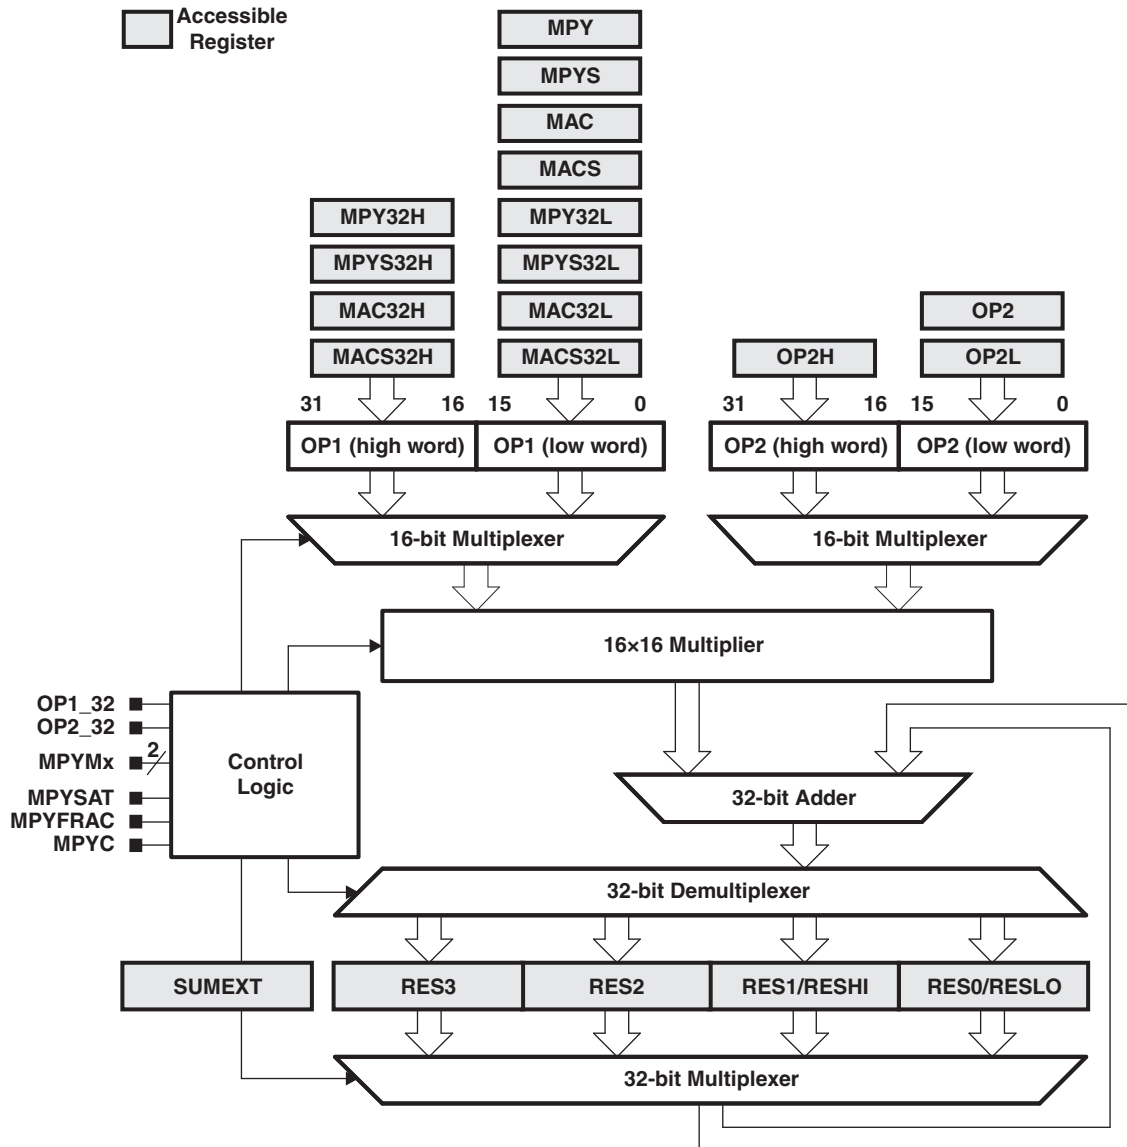 Accessible
Register
MPY
MPYS
MAC
MACS
MPY32H
MPY32L
MPYS32H
MPYS32L
MAC32H
MAC32L
OP2
MACS32H
MACS32L
OP2H
OP2L
31
16
15
0
31
16
15
0
OP1 (high word)
OP1 (low word)
OP2 (high word)
OP2 (low word)
16-bit Multiplexer
16-bit Multiplexer
16×16 Multiplier
OP1_32
OP2_32
MPYMx
2
MPYSAT
MPYFRAC
MPYC
Control
Logic
32-bit Adder
32-bit Demultiplexer
SUMEXT
RES3
RES2
RES1/RESHI
RES0/RESLO
32-bit Multiplexer